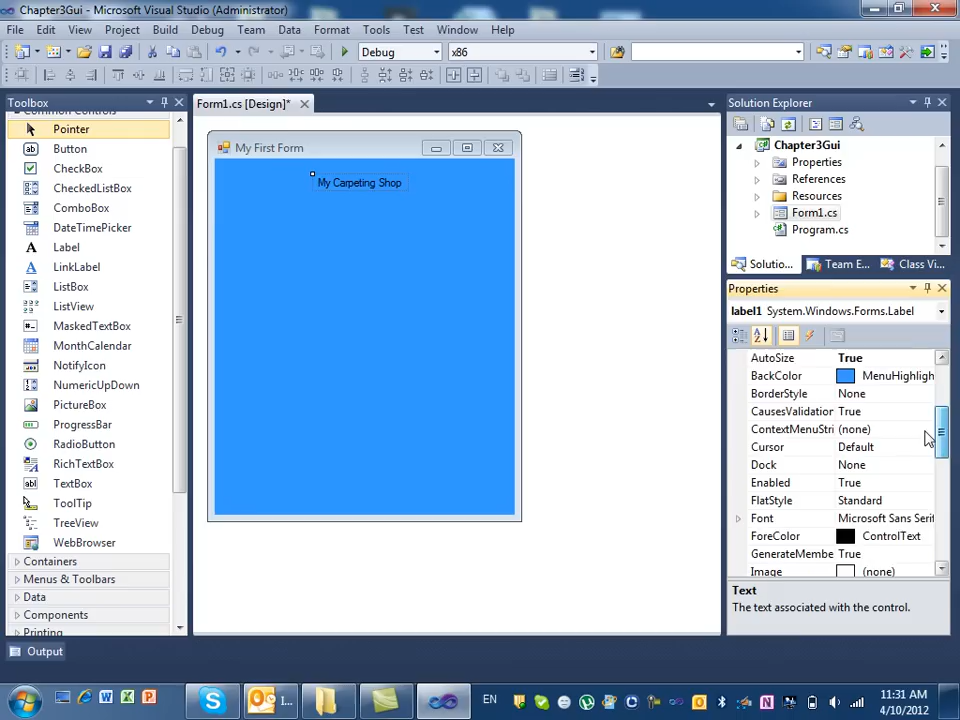 Chapter3Gui - Microsoft Visual Studio (Administrator)
File Edit View Project Build Debug Team Data Format Tools Test Window Help
Debug x86
Toolbox
Common Controls
Pointer
Button
CheckBox
CheckedListBox
ComboBox
DateTimePicker
Label
LinkLabel
ListBox
ListView
MaskedTextBox
MonthCalendar
NotifyIcon
NumericUpDown
PictureBox
ProgressBar
RadioButton
RichTextBox
TextBox
ToolTip
TreeView
WebBrowser
Containers
Menus & Toolbars
Data
Components
Printing
Output
Form1.cs [Design]*
My First Form
My Carpeting Shop
Solution Explorer
Chapter3Gui
Properties
References
Resources
Form1.cs
Program.cs
Solutio... Team E... Class Vi...
Properties
label1 System.Windows.Forms.Label
AutoSize True
BackColor MenuHighligh
BorderStyle None
CausesValidation True
ContextMenuStri (none)
Cursor Default
Dock None
Enabled True
FlatStyle Standard
Font Microsoft Sans Serif
ForeColor ControlText
GenerateMembe True
Image (none)
Text
The text associated with the control.
I...
EN
11:31 AM
4/10/2012